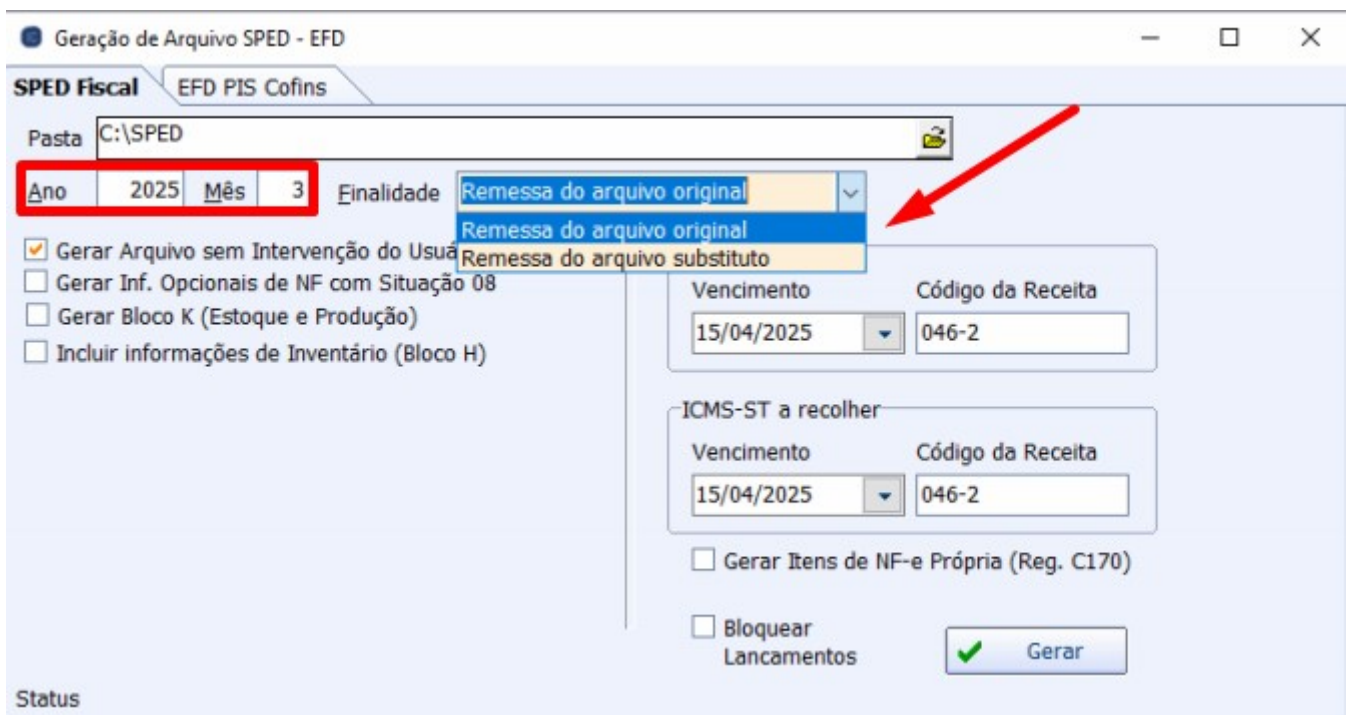 Geração de Arquivo SPED - EFD
SPED Fiscal
EFD PIS Cofins
Pasta C:\SPED
Ano 2025 Mês 3 Finalidade Remessa do arquivo original
Remessa do arquivo original
Remessa do arquivo substituto
Gerar Arquivo sem Intervenção do Usuá
Gerar Inf. Opcionais de NF com Situação 08
Gerar Bloco K (Estoque e Produção)
Incluir informações de Inventário (Bloco H)
Vencimento Código da Receita
15/04/2025 046-2
ICMS-ST a recolher
Vencimento Código da Receita
15/04/2025 046-2
Gerar Itens de NF-e Própria (Reg. C170)
Bloquear
Lancamentos
Gerar
Status